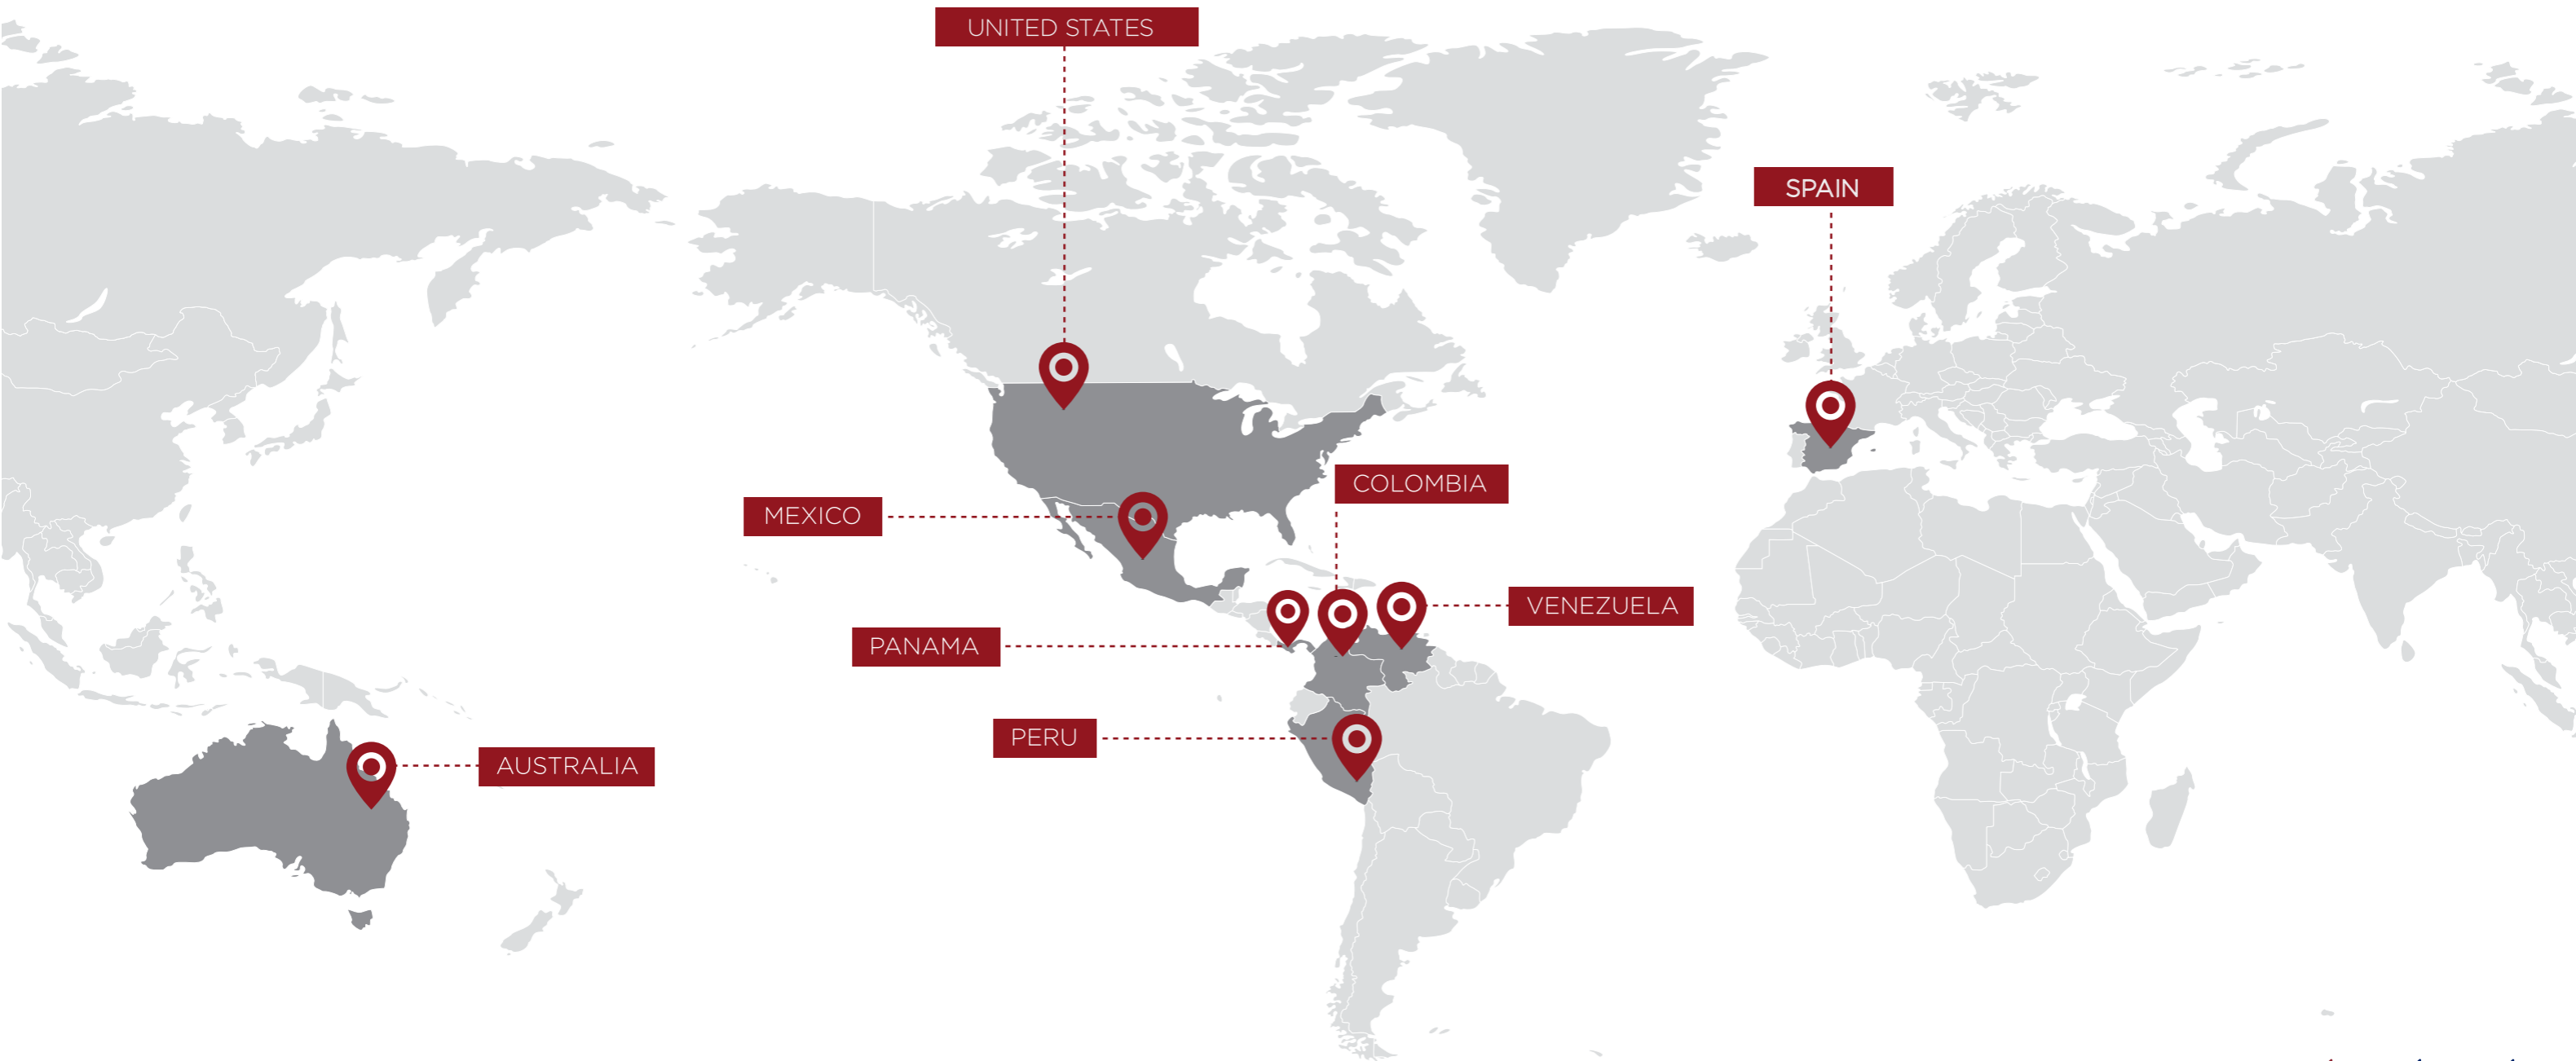 UNITED STATES
SPAIN
COLOMBIA
MEXICO
VENEZUELA
PANAMA
PERU
AUSTRALIA